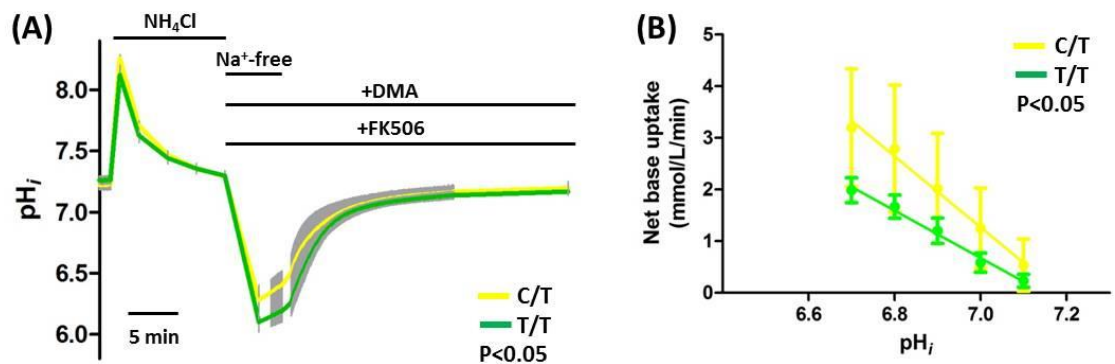 (A)
NH₄Cl
Na⁺-free
+DMA
+FK506
8.0
7.5
7.0
6.5
6.0
pHi
5 min
C/T
T/T
P<0.05
(B)
C/T
T/T
P<0.05
Net base uptake
(mmol/L/min)
5
4
3
2
1
0
6.6 6.8 7.0 7.2
pHi